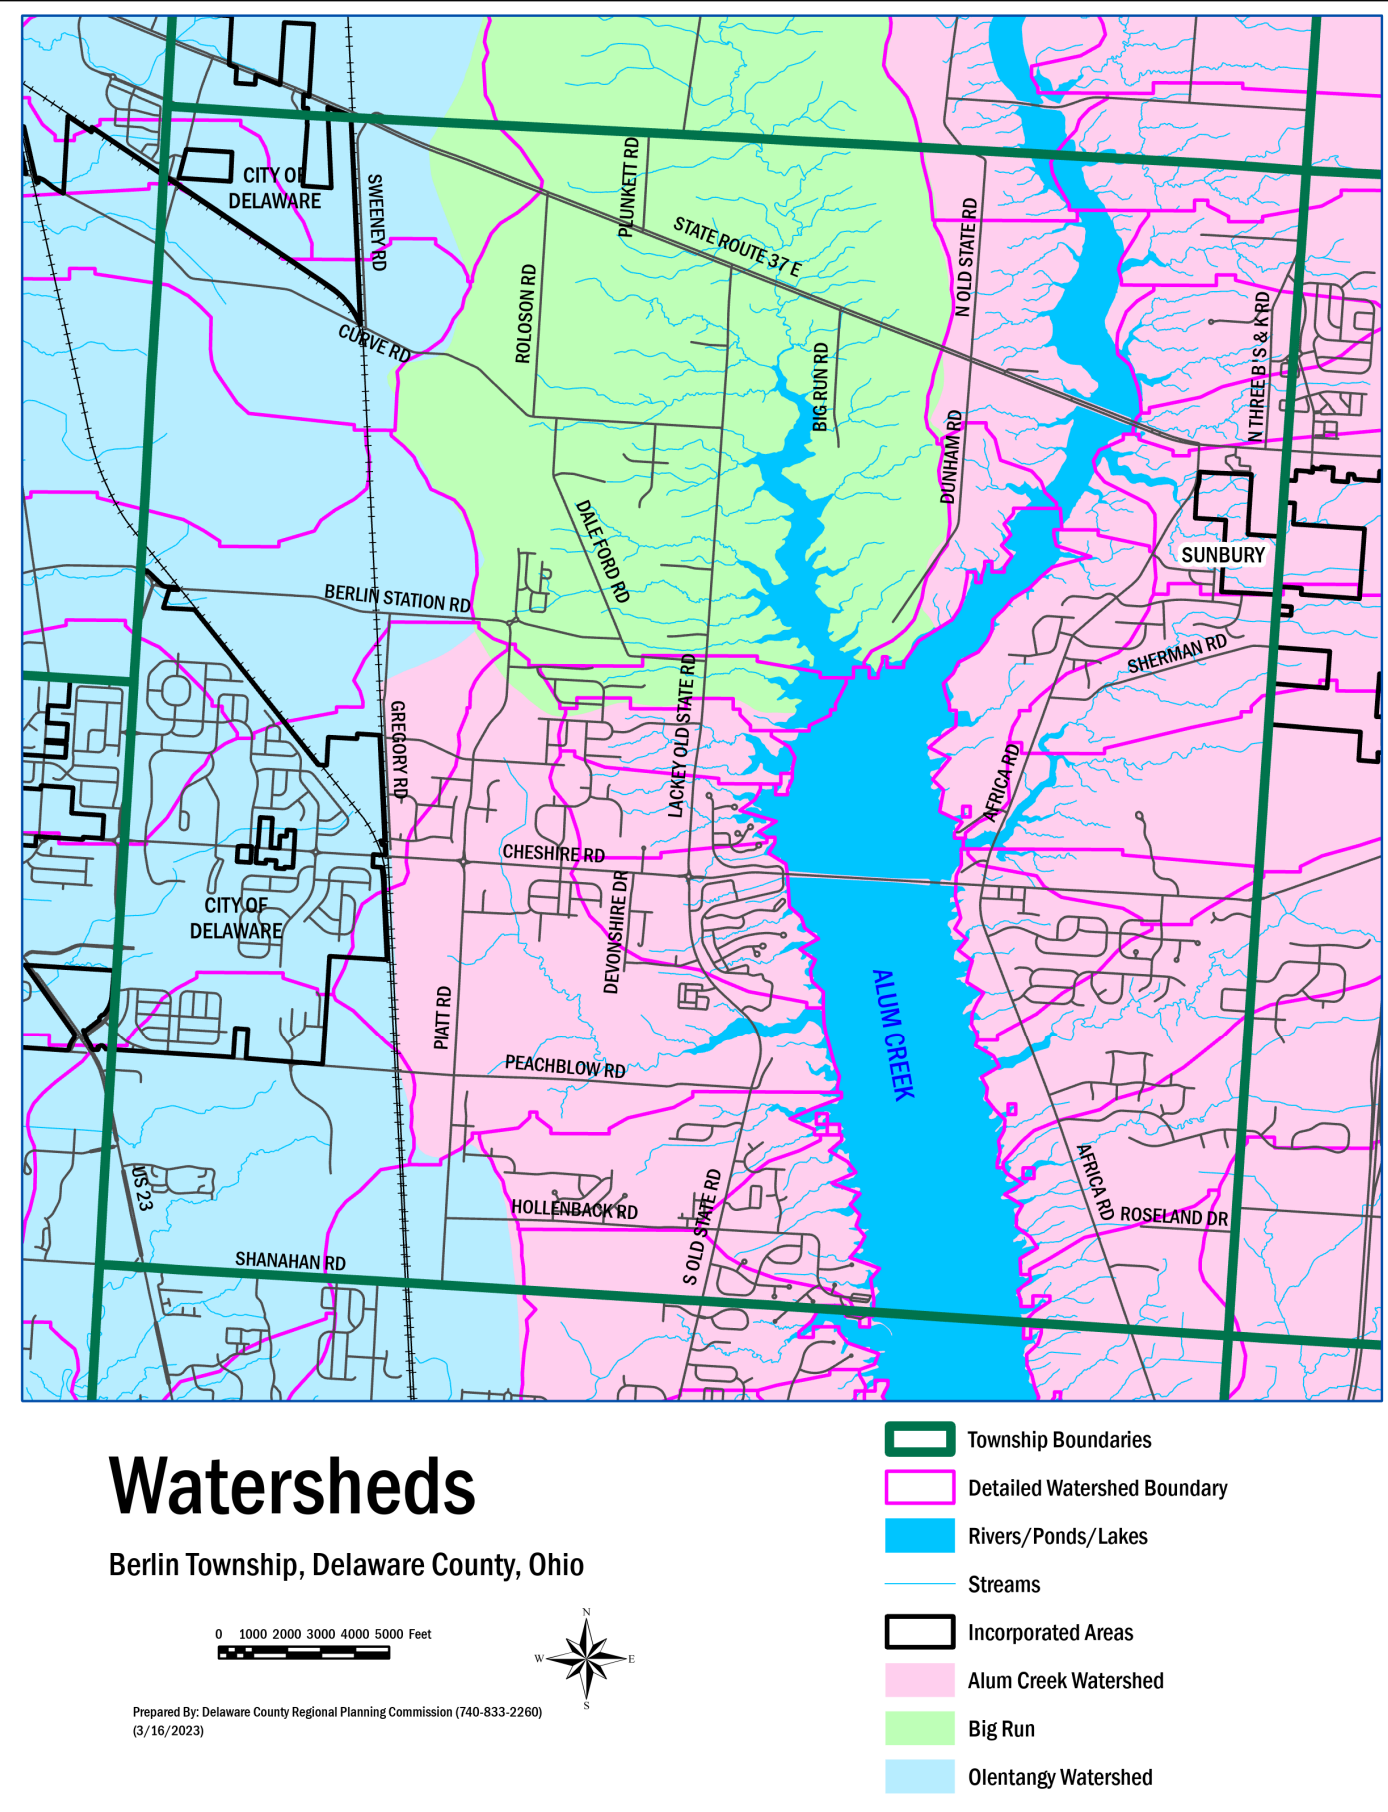 CITY OF
DELAWARE
SWEENEY RD
PLUNKETT RD
STATE ROUTE 37 E
N OLD STATE RD
ROLOSON RD
CURVE RD
BIG RUN RD
N THREE B'S & K RD
DUNHAM RD
DALE FORD RD
SUNBURY
BERLIN STATION RD
SHERMAN RD
GREGORY RD
LACKEY OLD STATE RD
AFRICA RD
CHESHIRE RD
DEVONSHIRE DR
CITY OF
DELAWARE
ALUM CREEK
PIATT RD
PEACHBLOW RD
US 23
HOLLENBACK RD
S OLD STATE RD
AFRICA RD
ROSELAND DR
SHANAHAN RD
Watersheds
Berlin Township, Delaware County, Ohio
0 1000 2000 3000 4000 5000 Feet
N
W
E
S
Prepared By: Delaware County Regional Planning Commission (740-833-2260)
(3/16/2023)
Township Boundaries
Detailed Watershed Boundary
Rivers/Ponds/Lakes
Streams
Incorporated Areas
Alum Creek Watershed
Big Run
Olentangy Watershed